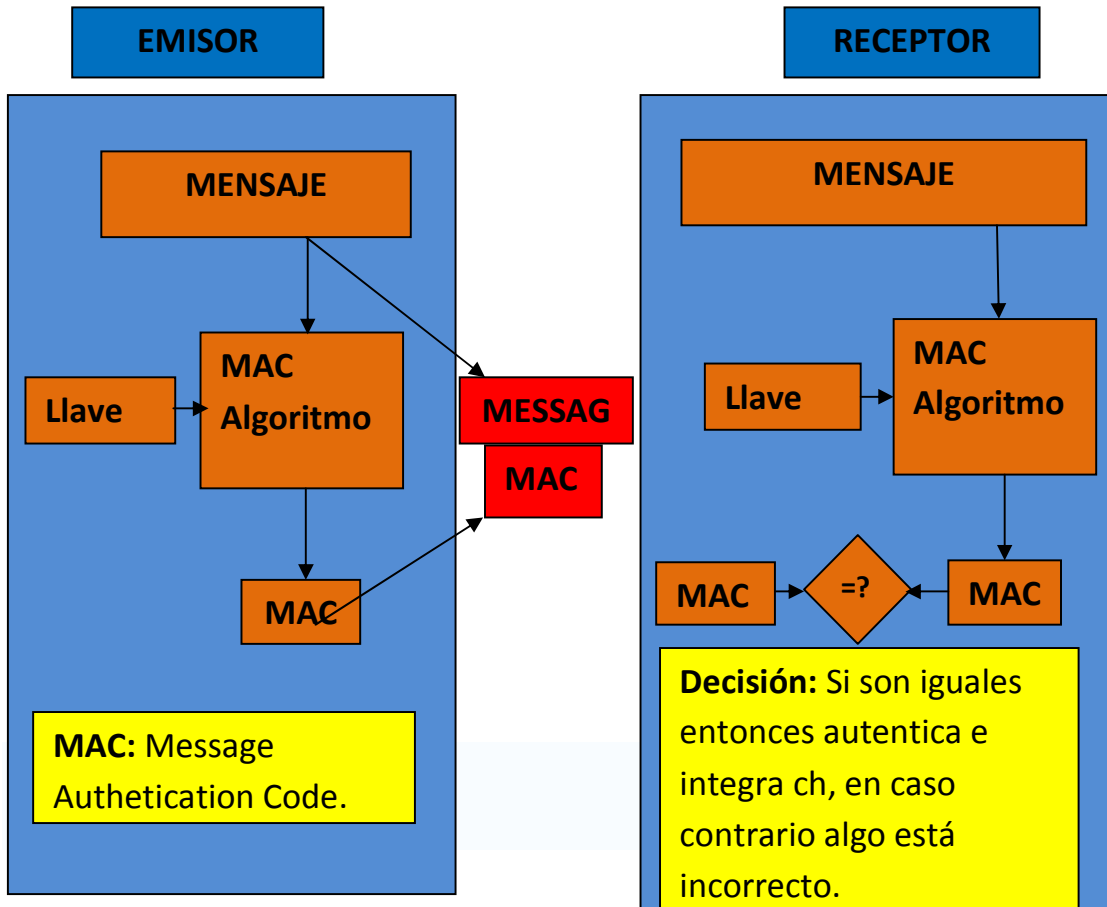 EMISOR
MENSAJE
Llave
MAC
Algoritmo
MAC
MAC: Message
Authetication Code.
MESSAG
MAC
RECEPTOR
MENSAJE
Llave
MAC
Algoritmo
MAC
=?
MAC
Decisión: Si son iguales
entonces autentica e
integra ch, en caso
contrario algo está
incorrecto.